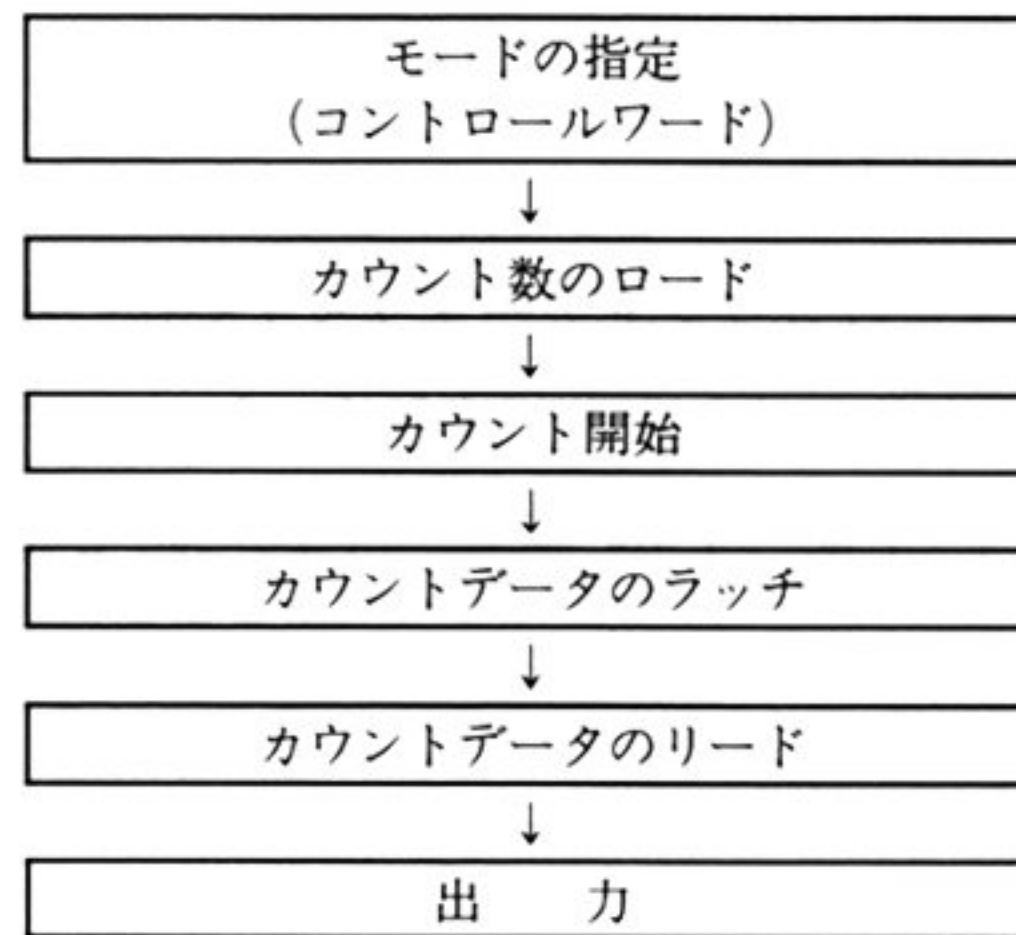 モードの指定
(コントロールワード)
↓
カウント数のロード
↓
カウント開始
↓
カウントデータのラッチ
↓
カウントデータのリード
↓
出　力